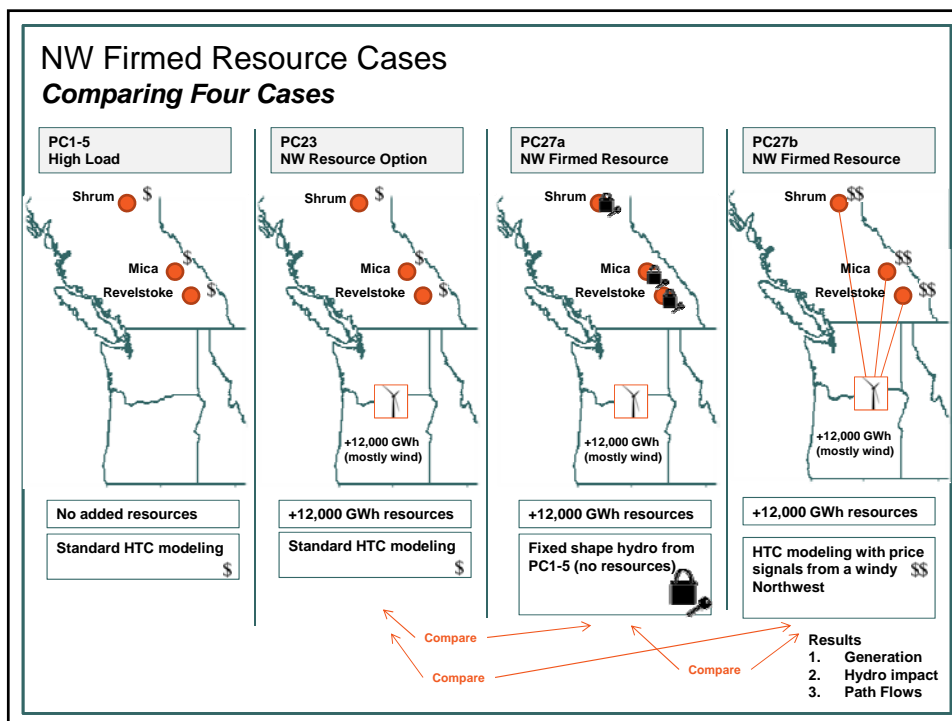 NW Firmed Resource Cases
Comparing Four Cases
PC1-5
High Load
Shrum
$
Mica
$
Revelstoke
$
No added resources
Standard HTC modeling
$
PC23
NW Resource Option
Shrum
$
Mica
$
Revelstoke
$
+12,000 GWh
(mostly wind)
+12,000 GWh resources
Standard HTC modeling
$
PC27a
NW Firmed Resource
Shrum
Mica
Revelstoke
+12,000 GWh
(mostly wind)
+12,000 GWh resources
Fixed shape hydro from
PC1-5 (no resources)
PC27b
NW Firmed Resource
Shrum
$$
Mica
$$
Revelstoke
$$
+12,000 GWh
(mostly wind)
+12,000 GWh resources
HTC modeling with price
signals from a windy $$
Northwest
Compare
Compare
Compare
Results
1. Generation
2. Hydro impact
3. Path Flows